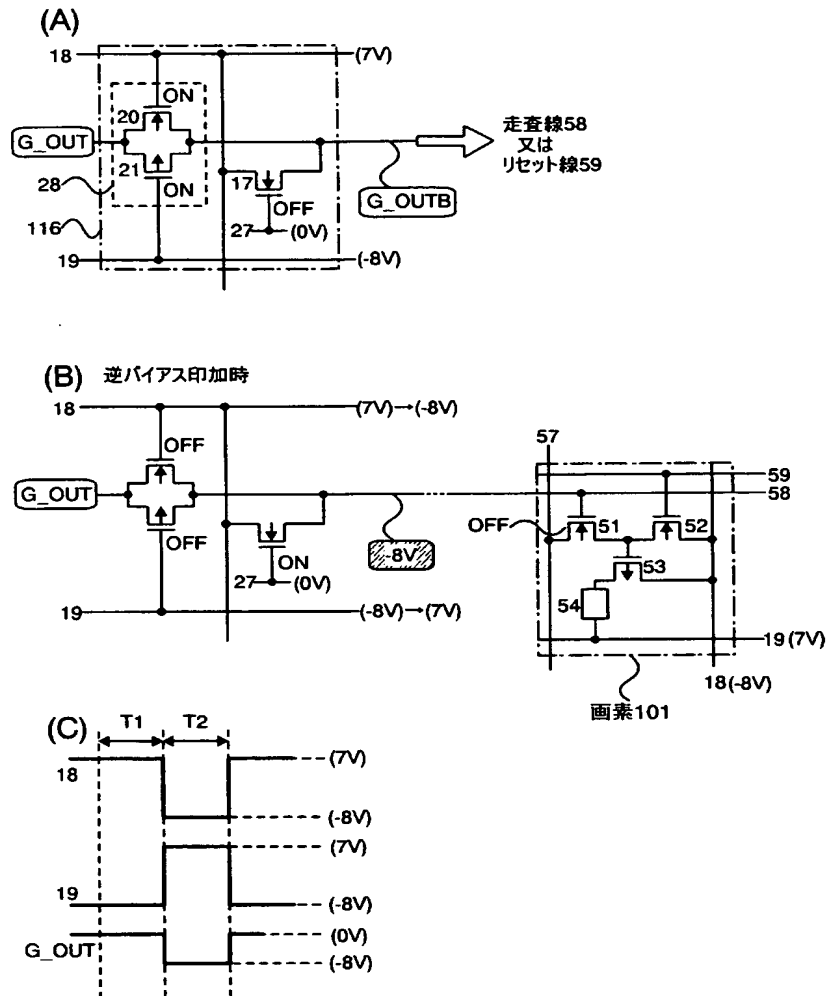 (A)
18
(7V)
ON
20
G_OUT
走査線58
又は
リセット線59
21
28
ON
17
OFF
G_OUTB
116
27
(0V)
19
(-8V)
(B) 逆バイアス印加時
18
(7V)→(-8V)
57
OFF
59
G_OUT
58
OFF
51
52
OFF
-8V
ON
53
27
(0V)
54
19
(-8V)→(7V)
19(7V)
18(-8V)
画素101
(C)
T1
T2
18
(7V)
(-8V)
(7V)
19
(-8V)
G_OUT
(0V)
(-8V)